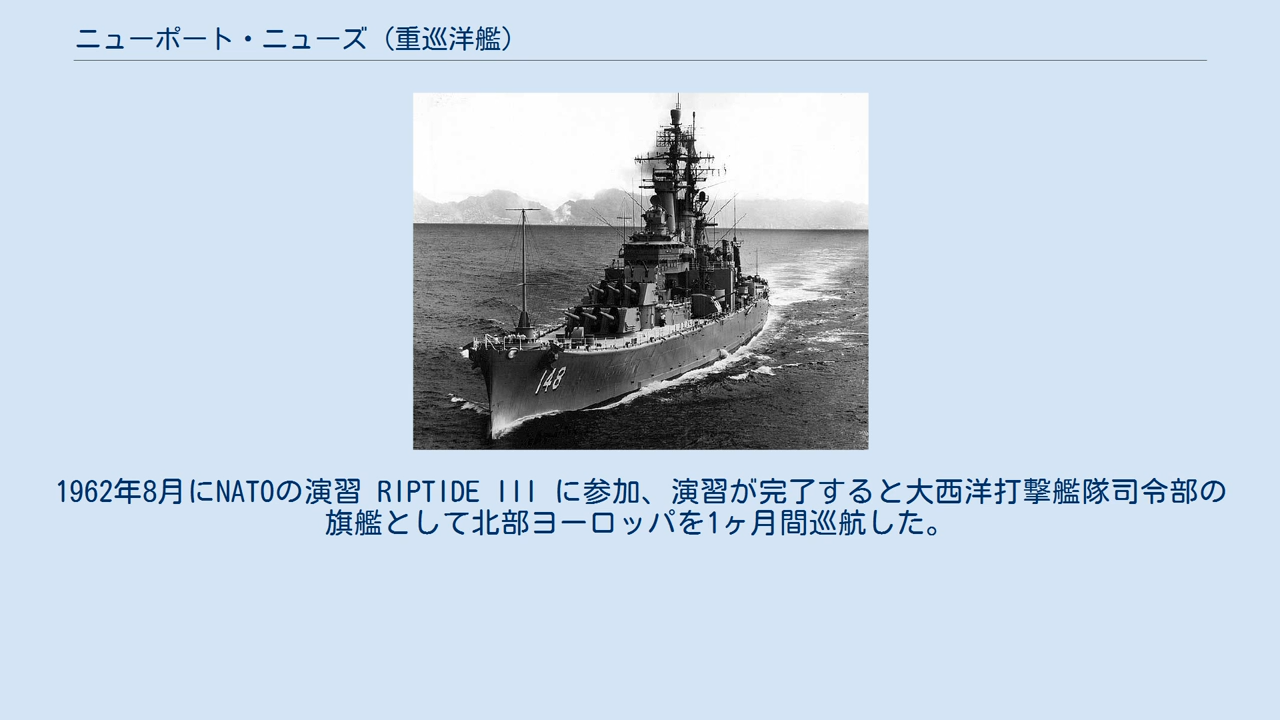 ニューポート・ニューズ（重巡洋艦）
148
1962年8月にNATOの演習 RIPTIDE III に参加、演習が完了すると大西洋打撃艦隊司令部の
旗艦として北部ヨーロッパを1ヶ月間巡航した。